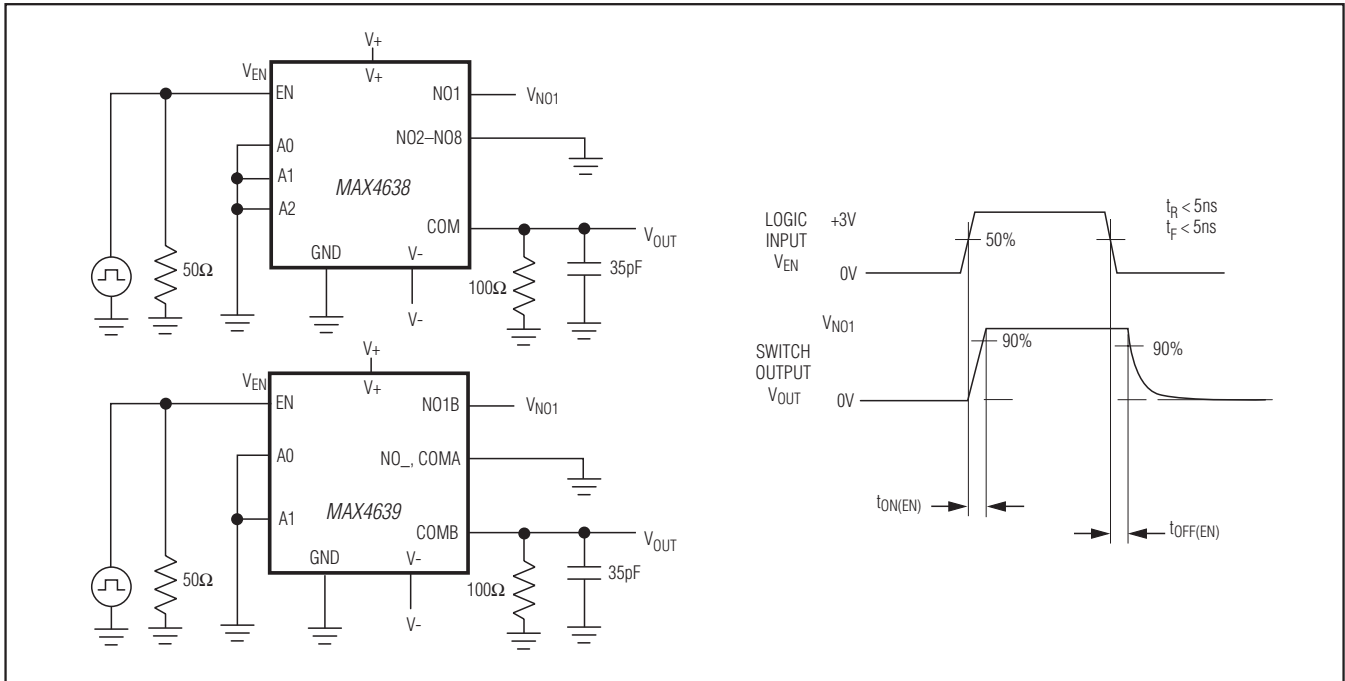 V+
V+
VEN
EN
NO1
VNO1
NO2–NO8
A0
A1
A2
MAX4638
COM
VOUT
GND
V-
50Ω
100Ω
35pF
V-
V+
V+
VEN
EN
NO1B
VNO1
A0
NO_, COMA
A1
MAX4639
COMB
VOUT
GND
V-
50Ω
100Ω
35pF
V-
LOGIC
INPUT
VEN
+3V
0V
50%
tR < 5ns
tF < 5ns
VNO1
SWITCH
OUTPUT
VOUT
0V
90%
90%
tON(EN)
tOFF(EN)